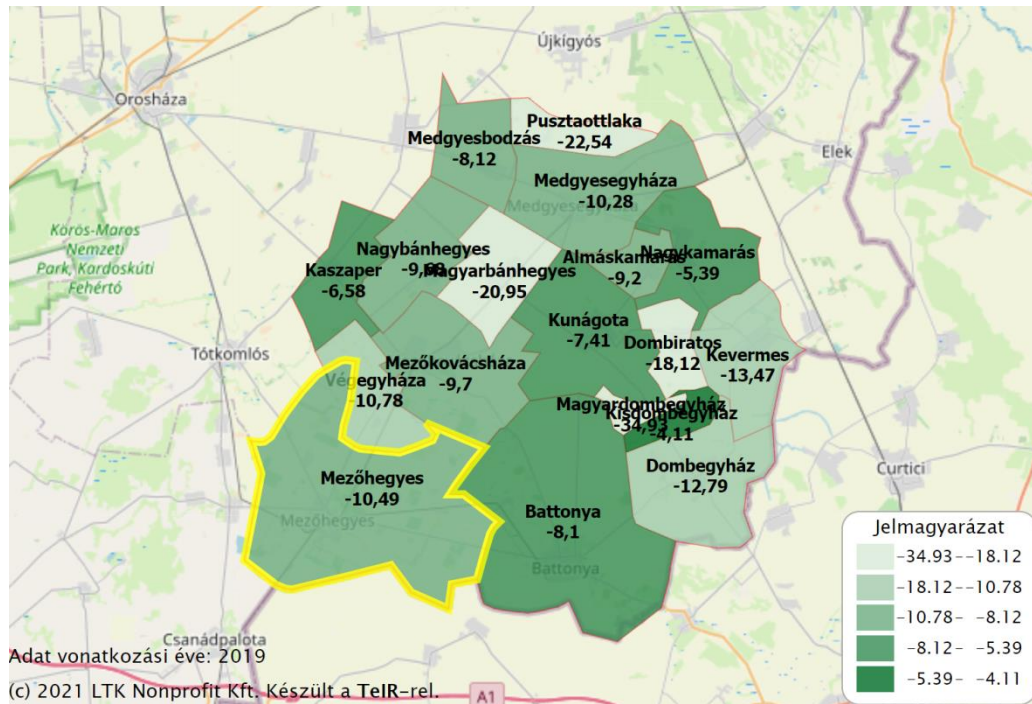 Újkígyós
Orosháza
Pusztaottlaka
-22,54
Medgyesbodzás
-8,12
Elek
Medgyesegyháza
-10,28
Medgyesegyháza
Körös-Maros
Nemzeti
Park, Kardoskúti
Fehértó
Nagybánhegyes
Kaszaper
-6,58
Magyarbánhegyes
-20,95
Almáskamarás
-9,2
Nagykamarás
-5,39
Kunágota
-7,41
Dombiratos
-18,12
Kevermes
-13,47
Tótkomlós
Mezőkovácsháza
-9,7
Végegyháza
-10,78
Magyardombegyház
-34,93
Kisdombegyház
-4,11
Mezőhegyes
-10,49
Mezőhegyes
Dombegyház
-12,79
Curtici
Battonya
-8,1
Battonya
Jelmagyarázat
-34.93--18.12
-18.12--10.78
-10.78- -8.12
-8.12- -5.39
-5.39- -4.11
Csanádpalota
Adat vonatkozási éve: 2019
(c) 2021 LTK Nonprofit Kft. Készült a TeIR-rel.
A1